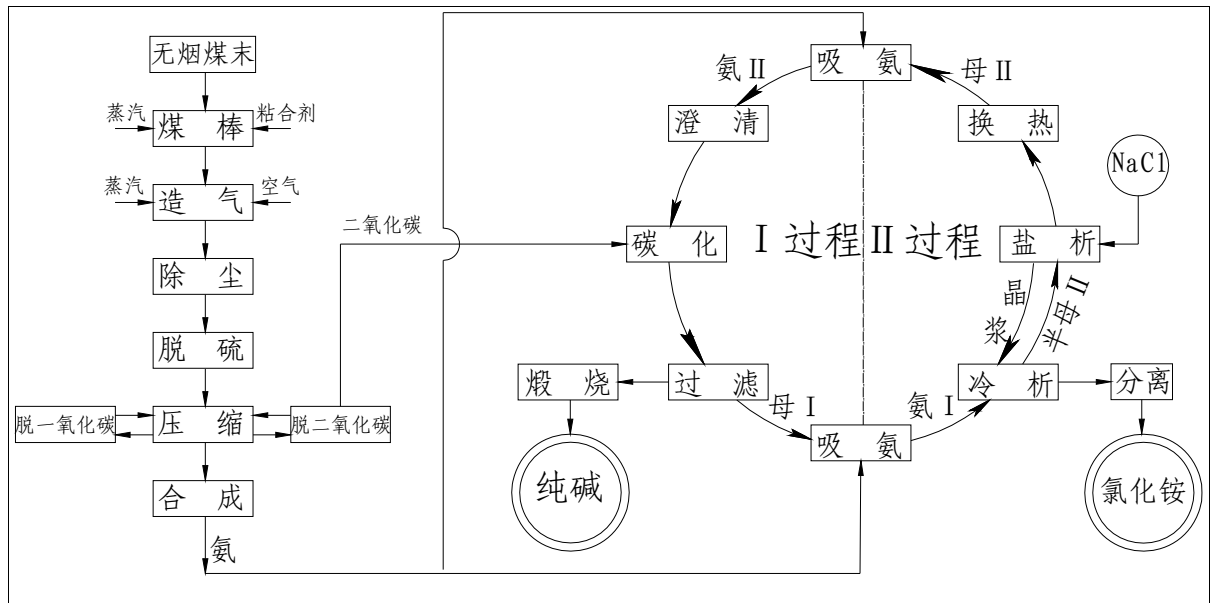 无烟煤末
蒸汽
粘合剂
煤 棒
蒸汽
空气
造 气
除 尘
脱 硫
脱一氧化碳
压 缩
脱二氧化碳
合 成
氨
二氧化碳
吸 氨
氨Ⅱ
母Ⅱ
澄 清
换 热
NaCl
碳 化
Ⅰ过程
Ⅱ过程
盐 析
晶浆
半母Ⅱ
煅 烧
过 滤
冷 析
分离
母Ⅰ
氨Ⅰ
吸 氨
纯碱
氯化铵